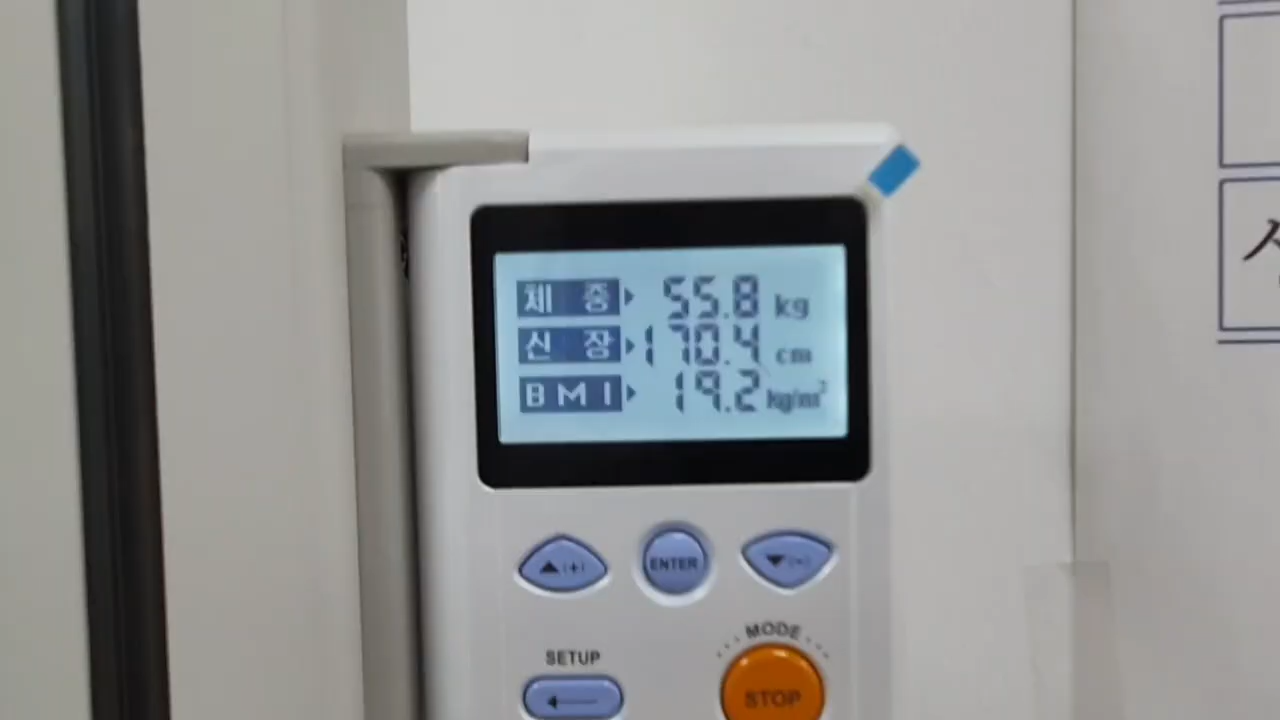 체 중 55.8 kg
신 장 170.4 cm
BMI 19.2 kg/m²
▲(+) ENTER ▼(-)
MODE
SETUP
← STOP